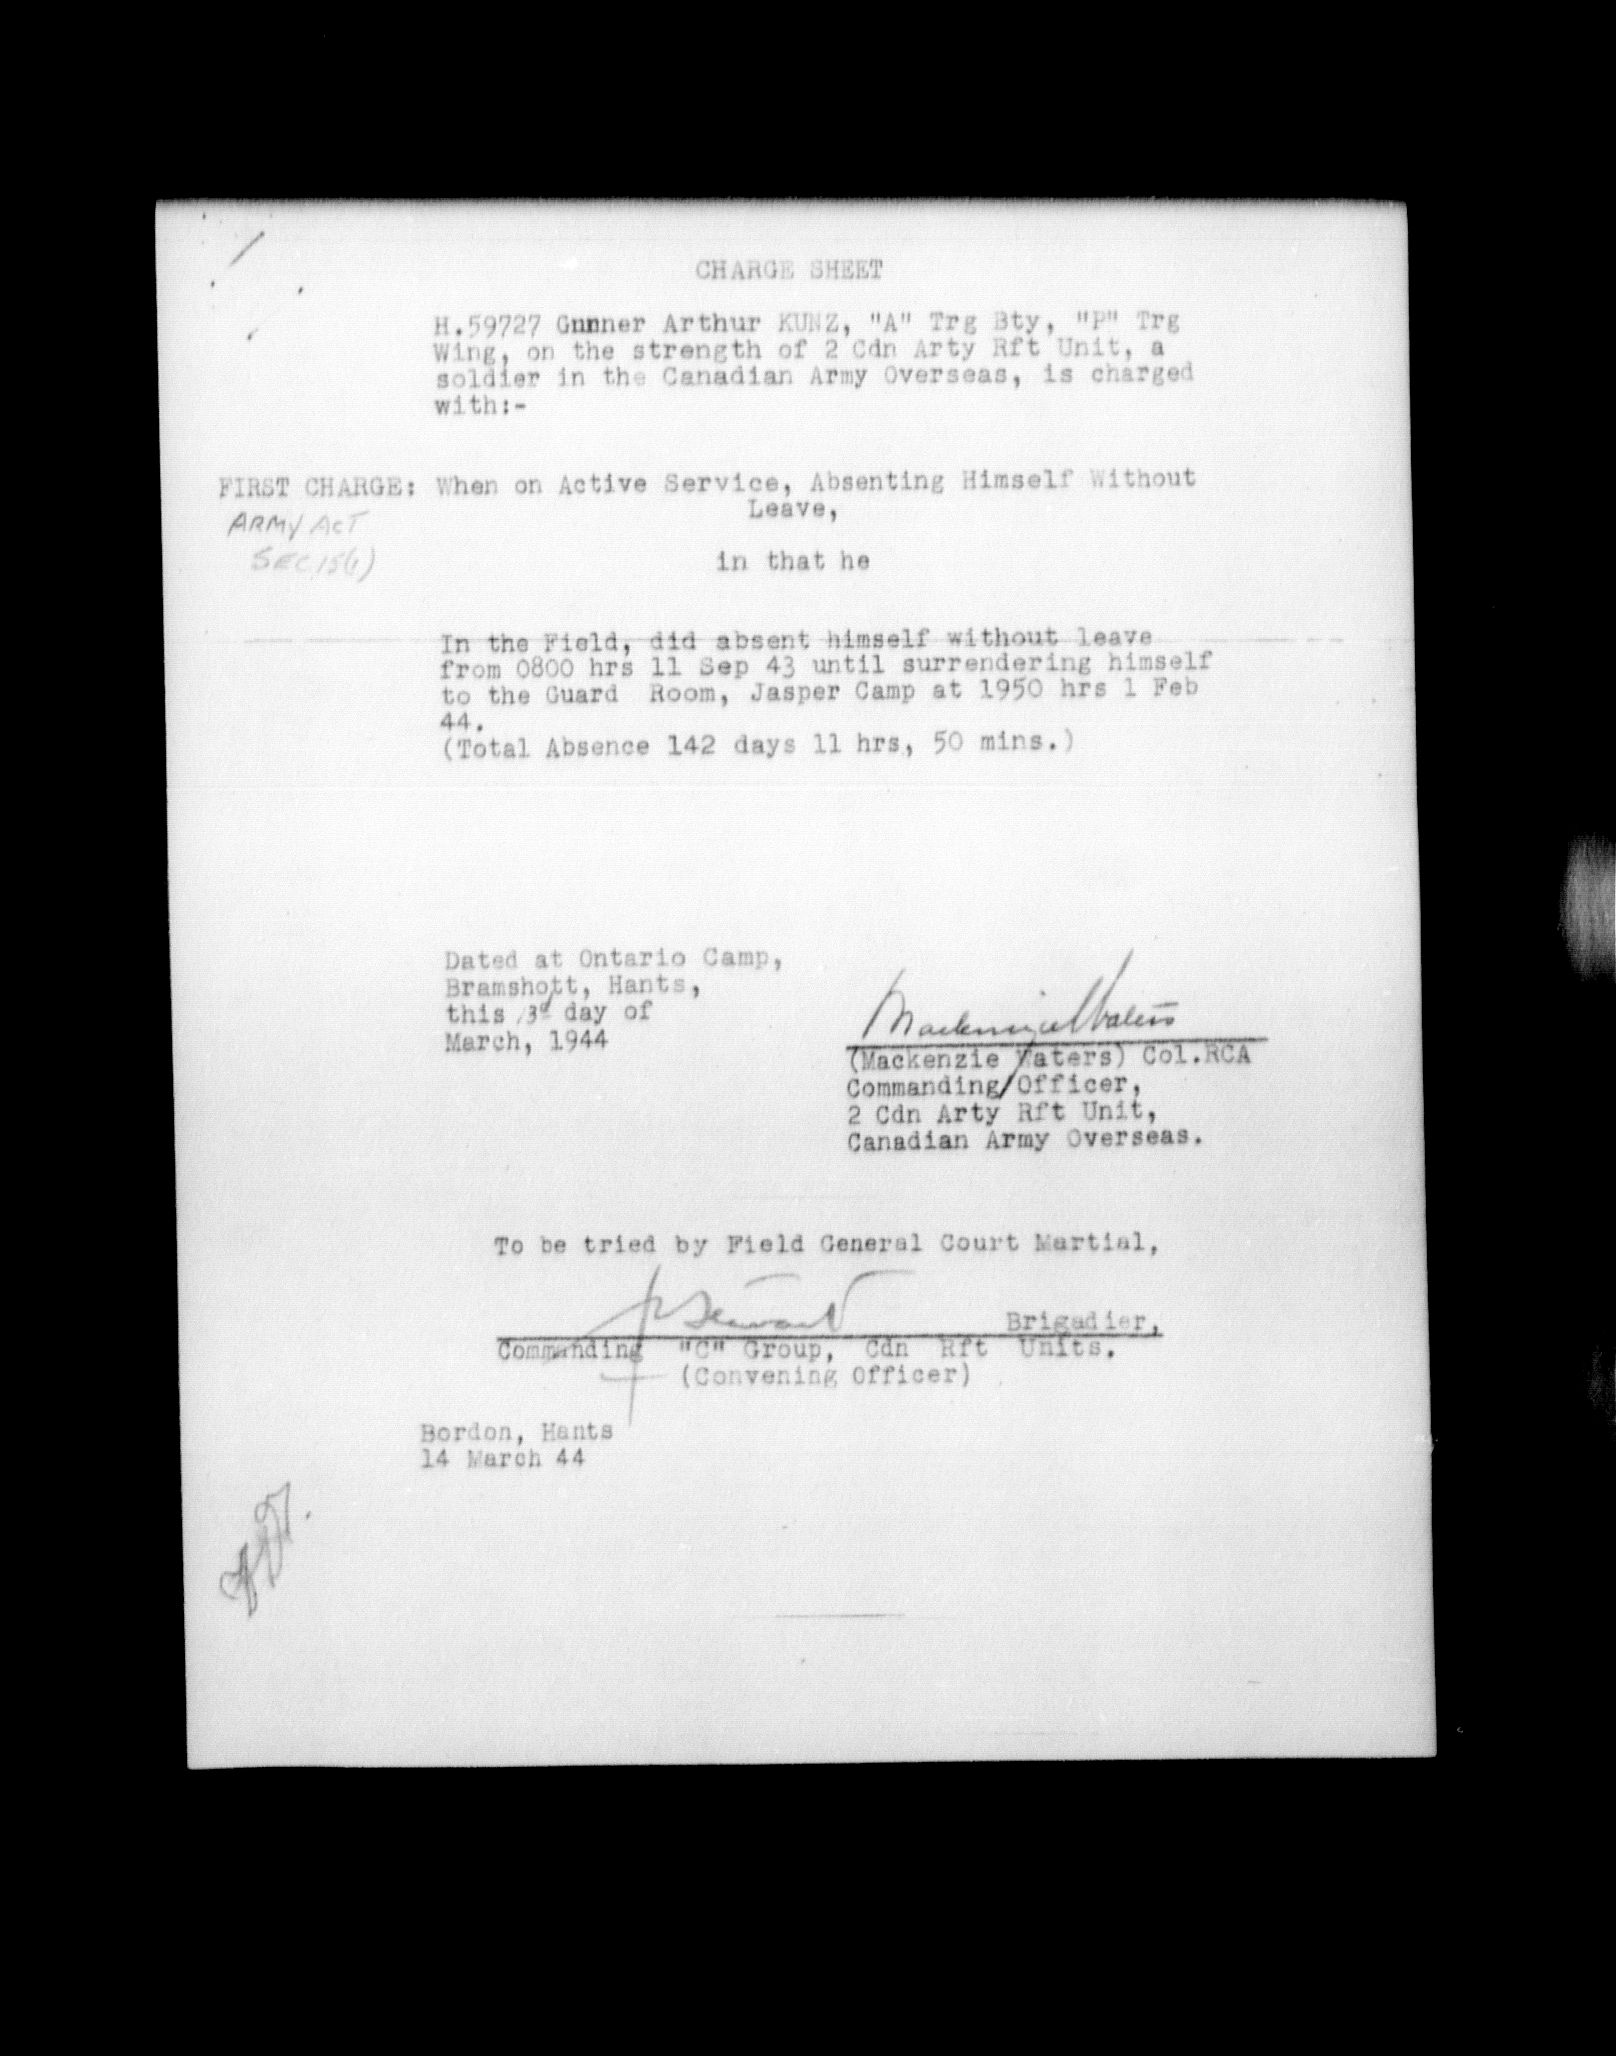 CHARGE SHEET
H.59727 Gunner Arthur KUNZ, "A" Trg Bty, "P" Trg
Wing, on the strength of 2 Cdn Arty Rft Unit, a
soldier in the Canadian Army Overseas, is charged
with:-
FIRST CHARGE: When on Active Service, Absenting Himself Without
Leave,
ARMY ACT
SEC.15(1)
in that he
In the Field, did absent himself without leave
from 0800 hrs 11 Sep 43 until surrendering himself
to the Guard Room, Jasper Camp at 1950 hrs 1 Feb
44.
(Total Absence 142 days 11 hrs, 50 mins.)
Dated at Ontario Camp,
Bramshott, Hants,
this 13th day of
March, 1944
Mackenzie Waters
(Mackenzie Waters) Col.RCA
Commanding Officer,
2 Cdn Arty Rft Unit,
Canadian Army Overseas.
To be tried by Field General Court Martial,
Stewart
Brigadier,
Commanding "C" Group, Cdn Rft Units.
(Convening Officer)
Bordon, Hants
14 March 44